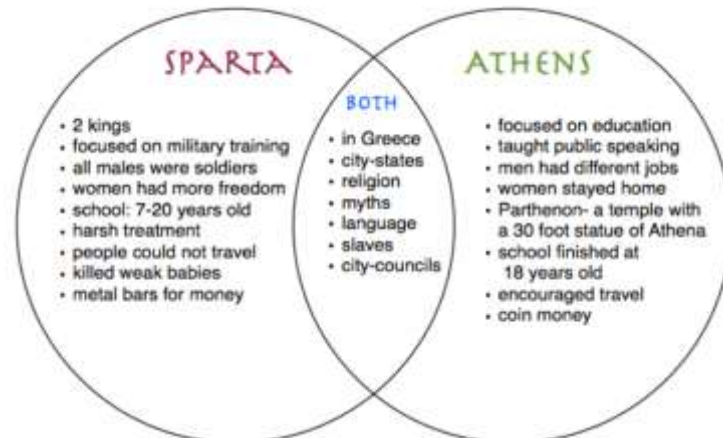 SPARTA
• 2 kings
• focused on military training
• all males were soldiers
• women had more freedom
• school: 7-20 years old
• harsh treatment
• people could not travel
• killed weak babies
• metal bars for money
BOTH
• in Greece
• city-states
• religion
• myths
• language
• slaves
• city-councils
ATHENS
• focused on education
• taught public speaking
• men had different jobs
• women stayed home
• Parthenon- a temple with
a 30 foot statue of Athena
• school finished at
18 years old
• encouraged travel
• coin money